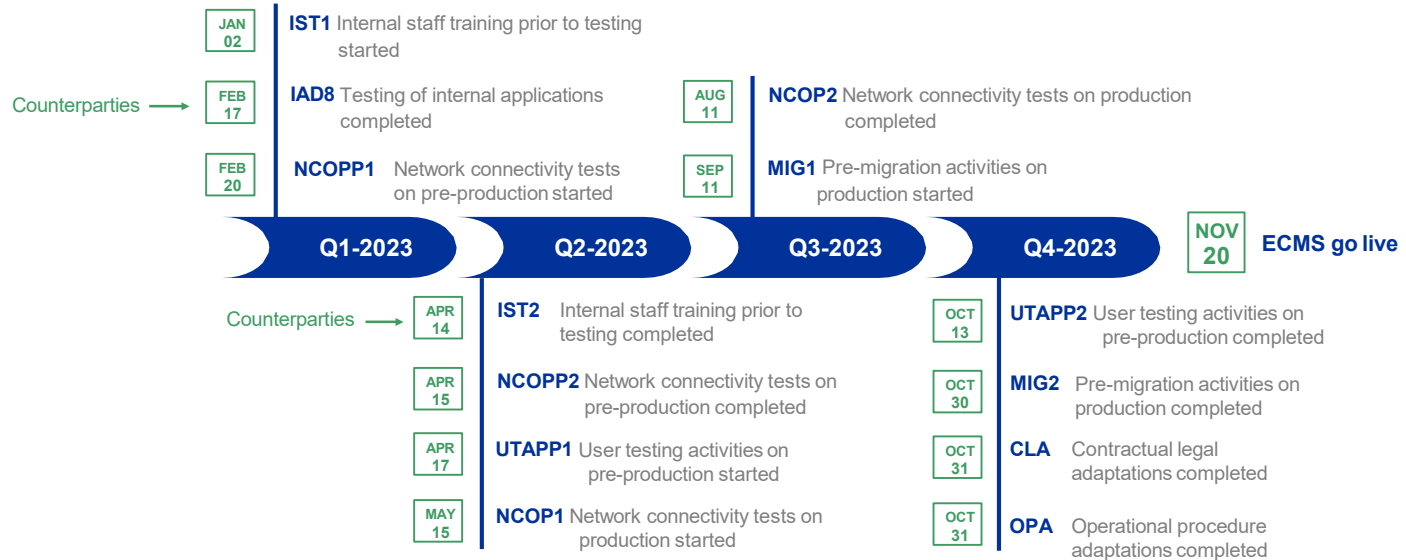 JAN
02
IST1 Internal staff training prior to testing
started
Counterparties
FEB
17
IAD8 Testing of internal applications
completed
FEB
20
NCOPP1 Network connectivity tests
on pre-production started
AUG
11
NCOP2 Network connectivity tests on production
completed
SEP
11
MIG1 Pre-migration activities on
production started
Q1-2023
Q2-2023
Q3-2023
Q4-2023
NOV
20
ECMS go live
Counterparties
APR
14
IST2 Internal staff training prior to
testing completed
APR
15
NCOPP2 Network connectivity tests on
pre-production completed
APR
17
UTAPP1 User testing activities on
pre-production started
MAY
15
NCOP1 Network connectivity tests on
production started
OCT
13
UTAPP2 User testing activities on
pre-production completed
OCT
30
MIG2 Pre-migration activities on
production completed
OCT
31
CLA Contractual legal
adaptations completed
OCT
31
OPA Operational procedure
adaptations completed